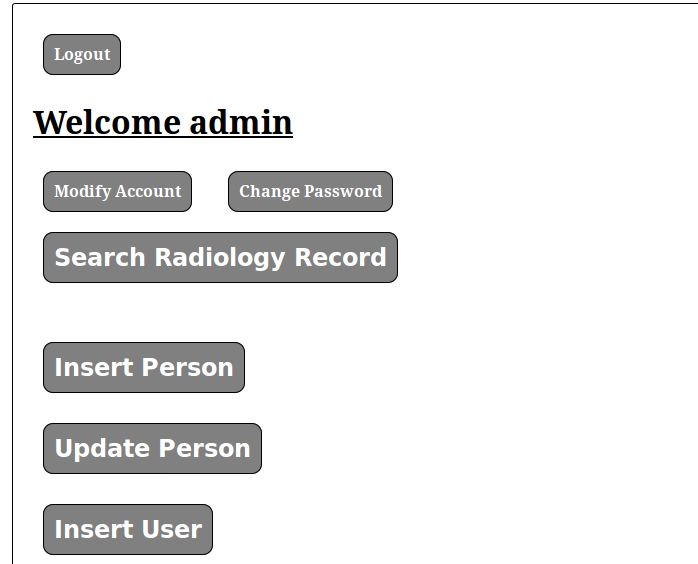 Logout
Welcome admin
Modify Account Change Password
Search Radiology Record
Insert Person
Update Person
Insert User